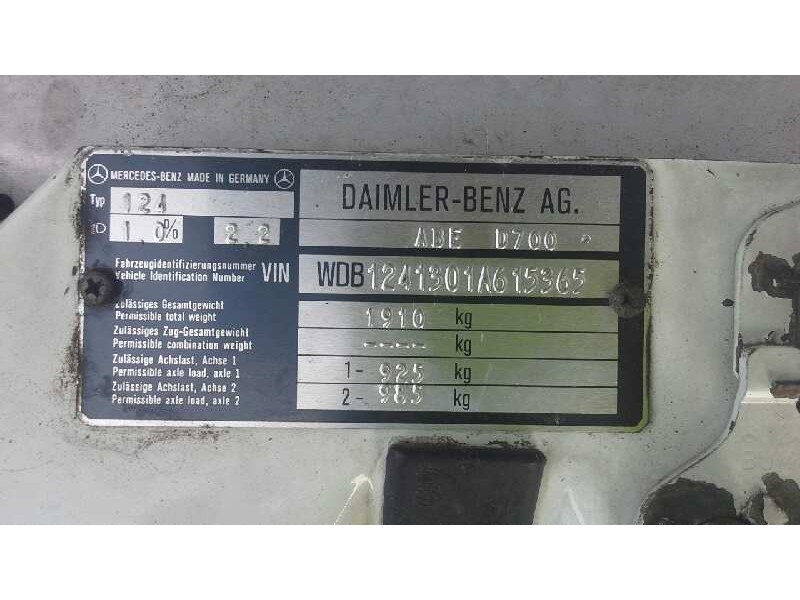 MERCEDES-BENZ MADE IN GERMANY
DAIMLER-BENZ AG.
Typ 124
1,0% 2,2
ABE D700
Fahrzeugidentifizierungsnummer
Vehicle Identification Number
VIN WDB1241301A615365
Zulässiges Gesamtgewicht
Permissible total weight
1910 kg
Zulässiges Zug-Gesamtgewicht
Permissible combination weight
---- kg
Zulässige Achslast, Achse 1
Permissible axle load, axle 1
1- 925 kg
Zulässige Achslast, Achse 2
Permissible axle load, axle 2
2- 985 kg